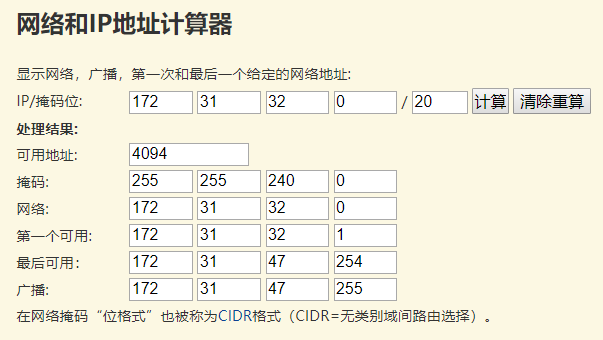 网络和IP地址计算器
显示网络，广播，第一次和最后一个给定的网络地址:
IP/掩码位: 172 31 32 0 / 20 计算 清除重算
处理结果:
可用地址: 4094
掩码: 255 255 240 0
网络: 172 31 32 0
第一个可用: 172 31 32 1
最后可用: 172 31 47 254
广播: 172 31 47 255
在网络掩码“位格式”也被称为CIDR格式（CIDR=无类别域间路由选择）。